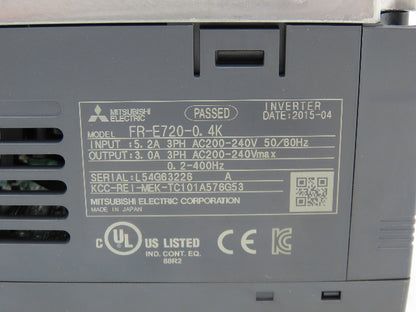 MITSUBISHI ELECTRIC
PASSED
INVERTER
DATE:2015-04
MODEL FR-E720-0.4K
INPUT :5.2A 3PH AC200-240V 50/60Hz
OUTPUT:3.0A 3PH AC200-240Vmax
0.2-400Hz
SERIAL:L54G63226 A
KCC-REI-MEK-TC101A576G53
MITSUBISHI ELECTRIC CORPORATION
MADE IN JAPAN
C UL US LISTED
IND. CONT. EQ.
88R2
CE